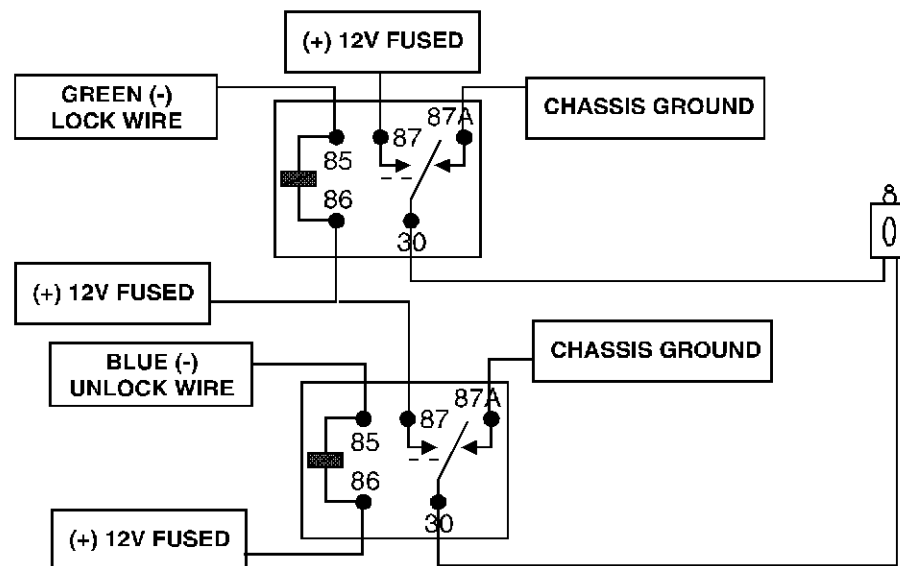 (+) 12V FUSED
GREEN (-)
LOCK WIRE
CHASSIS GROUND
87A
87
85
86
30
(+) 12V FUSED
CHASSIS GROUND
BLUE (-)
UNLOCK WIRE
87A
87
85
86
30
(+) 12V FUSED